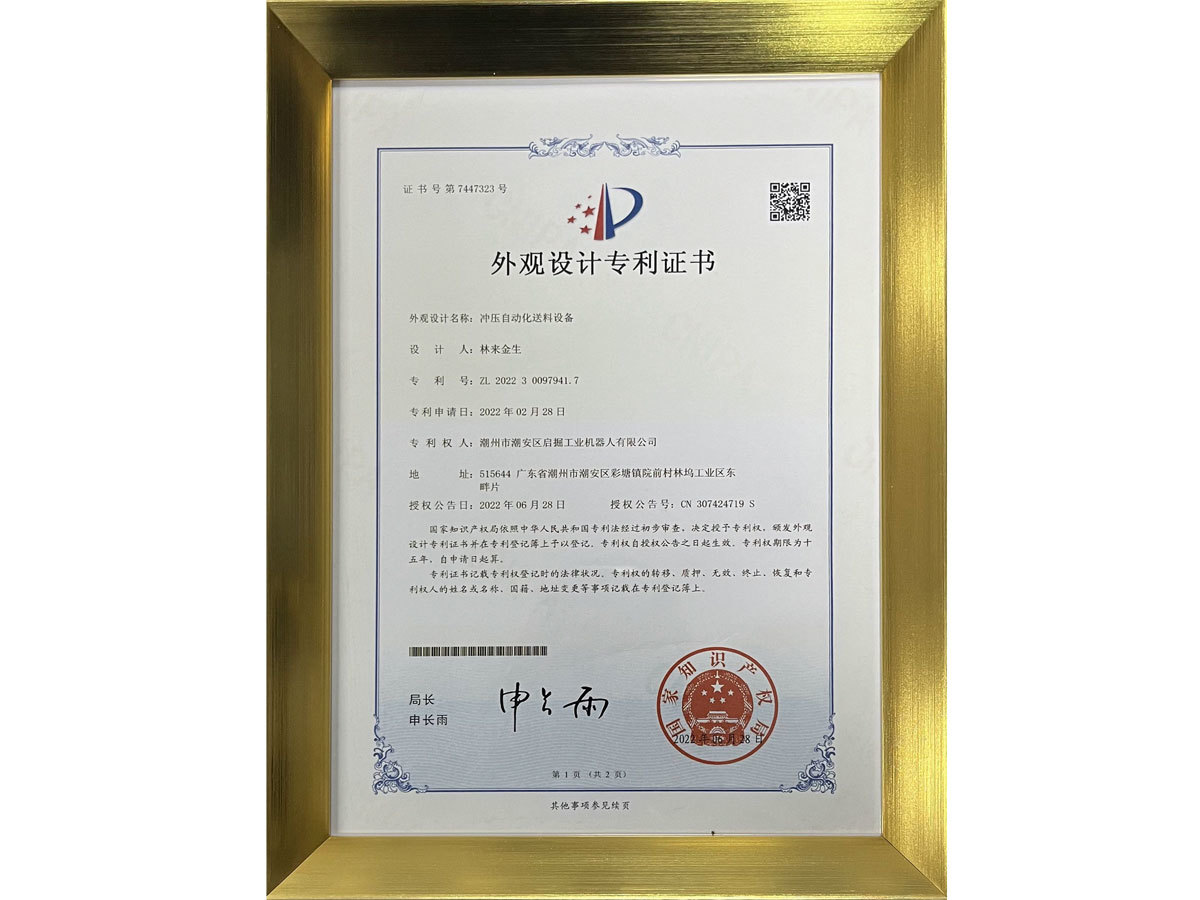 证书号第7447323号
外观设计专利证书
外观设计名称：冲压自动化送料设备
设计人：林来金生
专利号：ZL 2022 3 0097941.7
专利申请日：2022年02月28日
专利权人：潮州市潮安区启掘工业机器人有限公司
地址：515644 广东省潮州市潮安区彩塘镇院前村林坞工业区东
畔片
授权公告日：2022年06月28日 授权公告号：CN 307424719 S
国家知识产权局依照中华人民共和国专利法经过初步审查，决定授予专利权，颁发外观
设计专利证书并在专利登记簿上予以登记。专利权自授权公告之日起生效。专利权期限为十
五年，自申请日起算。
专利证书记载专利权登记时的法律状况。专利权的转移、质押、无效、终止、恢复和专
利权人的姓名或名称、国籍、地址变更等事项记载在专利登记簿上。
局长
申长雨
申长雨
国家知识产权局
2022年06月28日
第1页（共2页）
其他事项参见续页